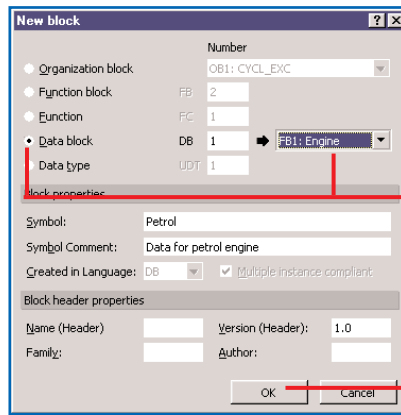 New block
Number
Organization block OB1: CYCL_EXC
Function block FB 2
Function FC 1
Data block DB 1 FB1: Engine
Data type UDT 1
Block properties
Symbol: Petrol
Symbol Comment: Data for petrol engine
Created in Language: DB Multiple instance compliant
Block header properties
Name (Header) Version (Header): 1.0
Family: Author:
OK Cancel